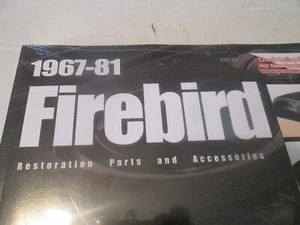 1967-81
Firebird
Restoration Parts and Accessories